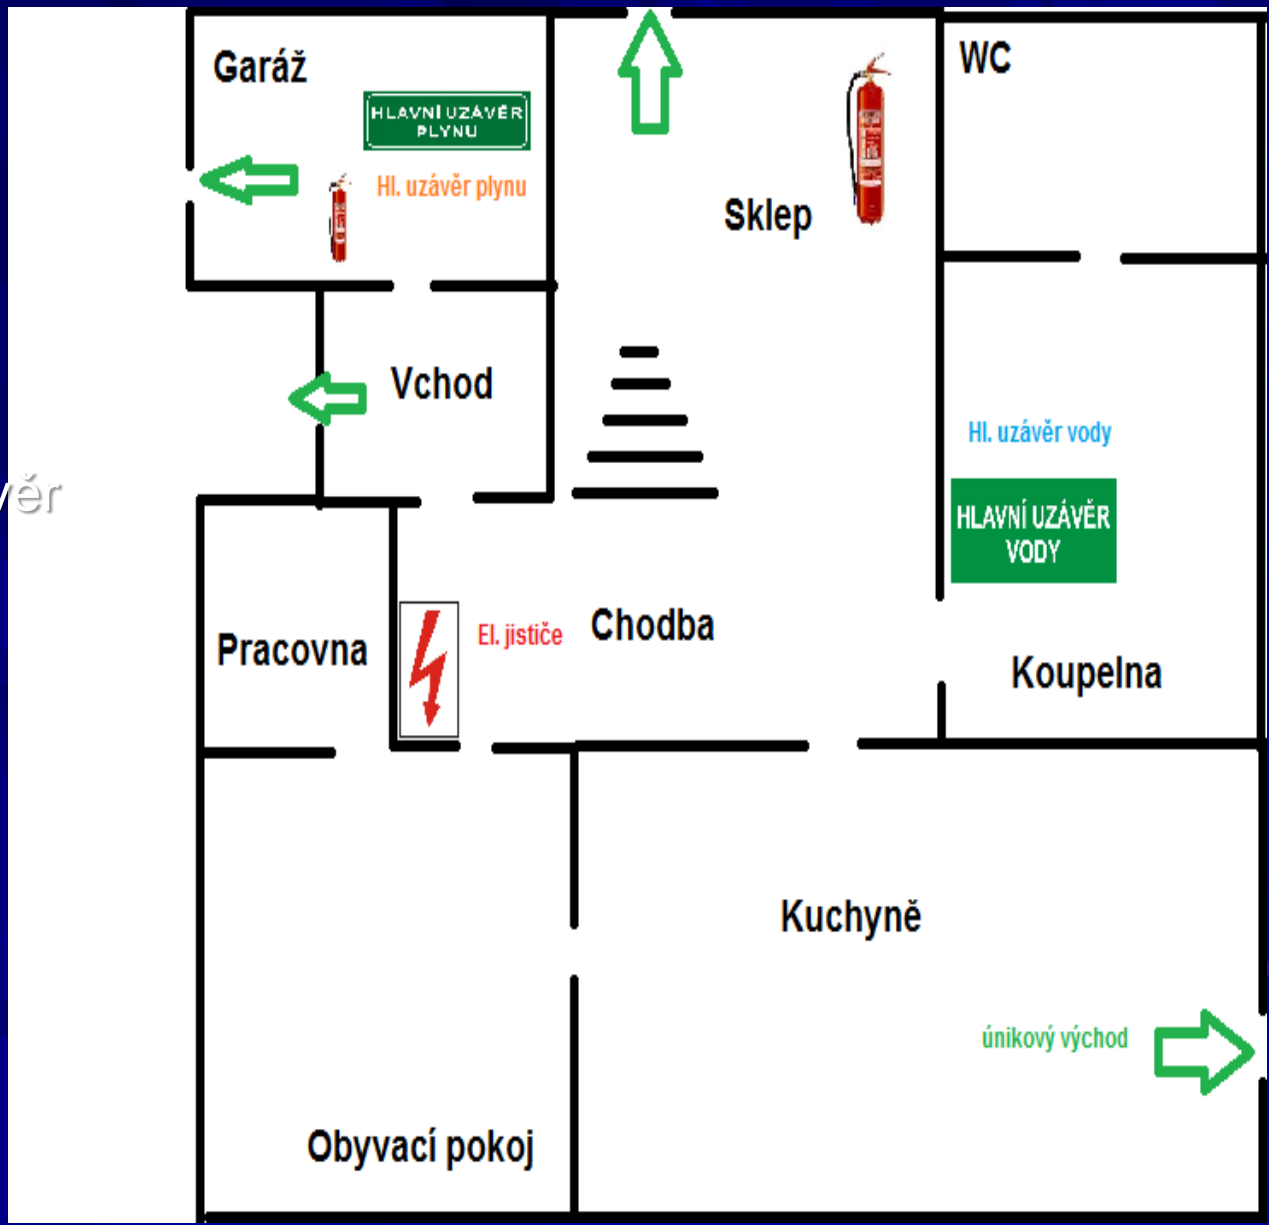 Garáž
WC
HLAVNÍ UZÁVĚR
PLYNU
Hl. uzávěr plynu
Sklep
Vchod
Hl. uzávěr vody
HLAVNÍ UZÁVĚR
VODY
El. jističe
Chodba
Pracovna
Koupelna
Kuchyně
únikový východ
Obyvací pokoj